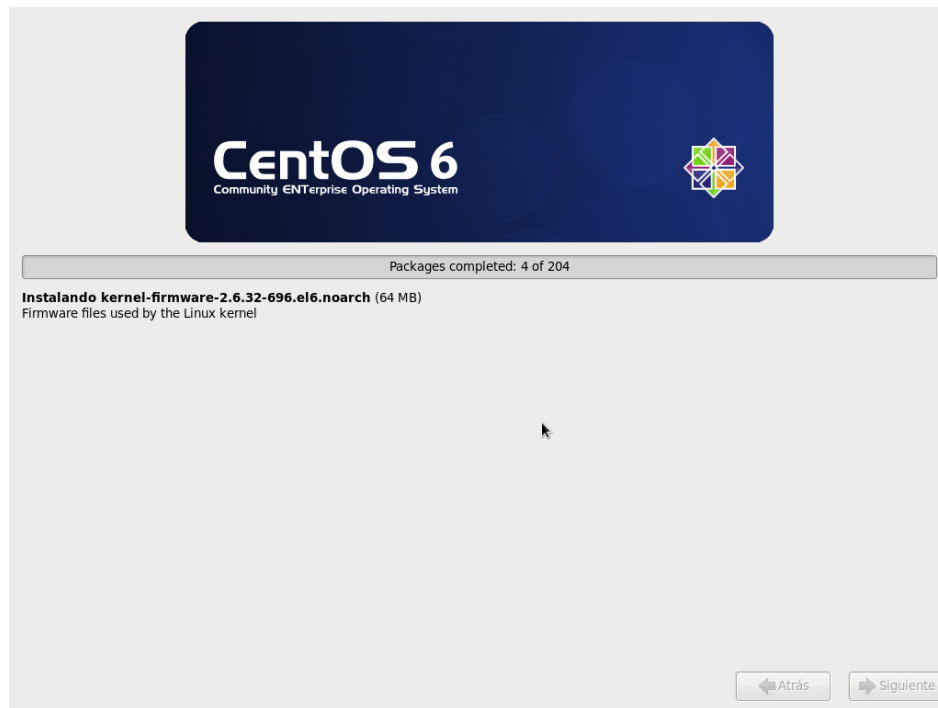 CentOS 6
Community ENTerprise Operating System
Packages completed: 4 of 204
Instalando kernel-firmware-2.6.32-696.el6.noarch (64 MB)
Firmware files used by the Linux kernel
Atrás Siguiente